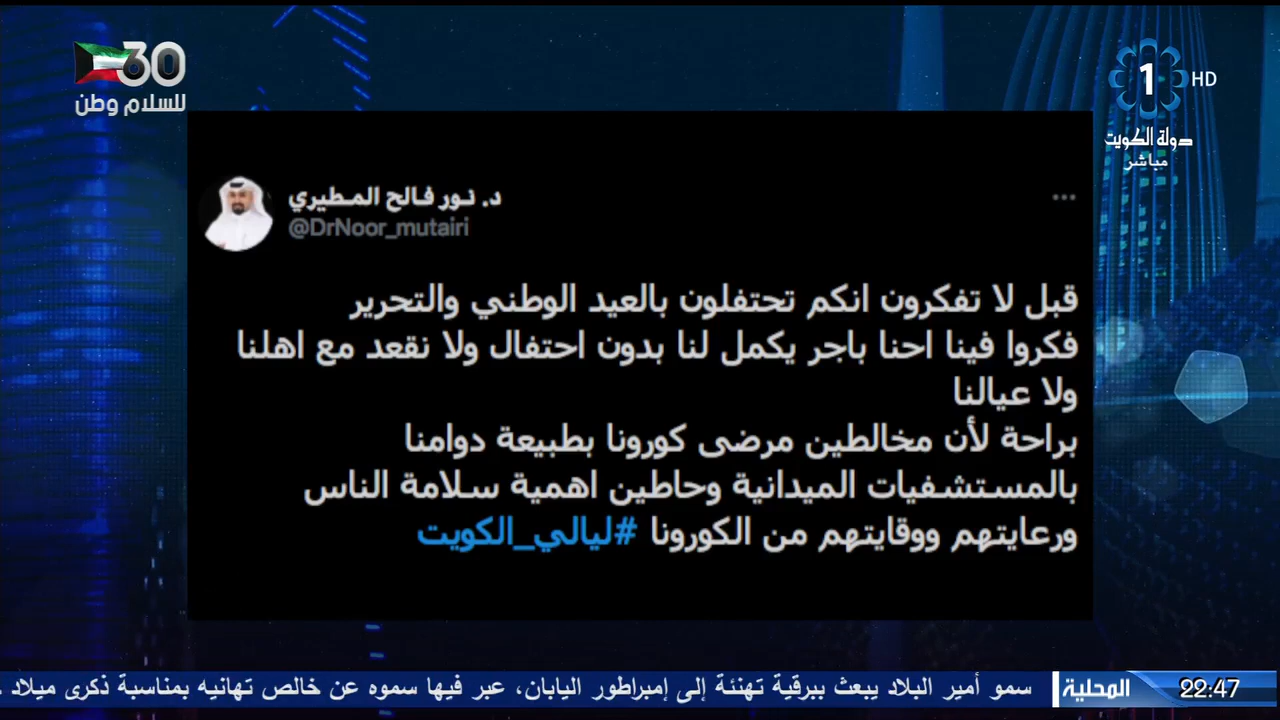 30
للسلام وطن
1
HD
دولة الكويت
مباشر
د. نور فالح المطيري
@DrNoor_mutairi
قبل لا تفكرون انكم تحتفلون بالعيد الوطني والتحرير
فكروا فينا احنا باجر يكمل لنا بدون احتفال ولا نقعد مع اهلنا
ولا عيالنا
براحة لأن مخالطين مرضى كورونا بطبيعة دوامنا
بالمستشفيات الميدانية وحاطين اهمية سلامة الناس
ورعايتهم ووقايتهم من الكورونا #ليالي_الكويت
22:47
المحلية
سمو أمير البلاد يبعث ببرقية تهنئة إلى إمبراطور اليابان، عبر فيها سموه عن خالص تهانيه بمناسبة ذكرى ميلاد